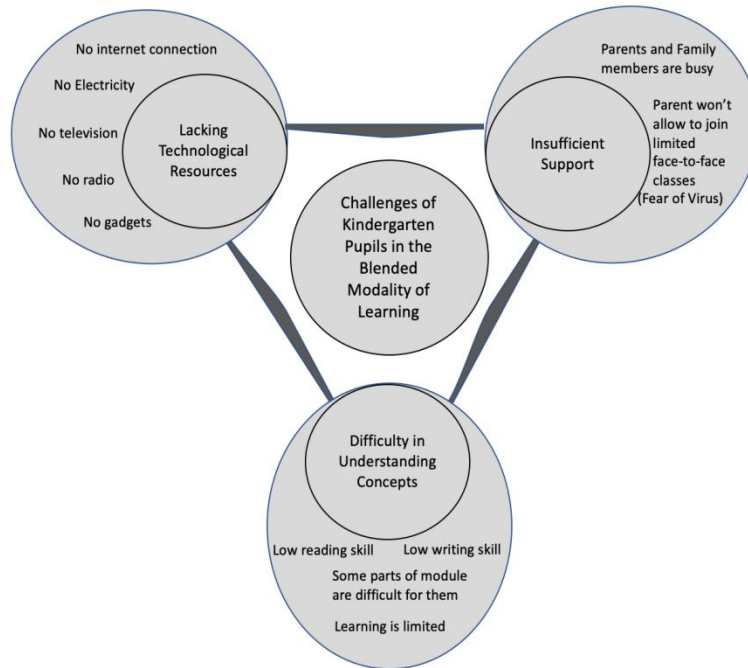 No internet connection
No Electricity
No television
No radio
No gadgets
Lacking
Technological
Resources
Parents and Family
members are busy
Parent won't
allow to join
limited
face-to-face
classes
(Fear of Virus)
Insufficient
Support
Challenges of
Kindergarten
Pupils in the
Blended
Modality of
Learning
Difficulty in
Understanding
Concepts
Low reading skill
Low writing skill
Some parts of module
are difficult for them
Learning is limited